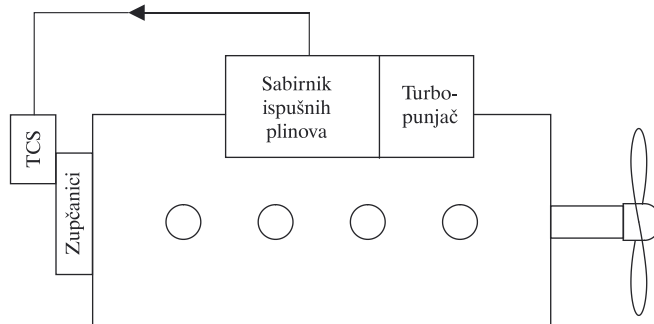 Sabirnik
ispušnih
plinova
Turbo-
punjač
TCS
Zupčanici